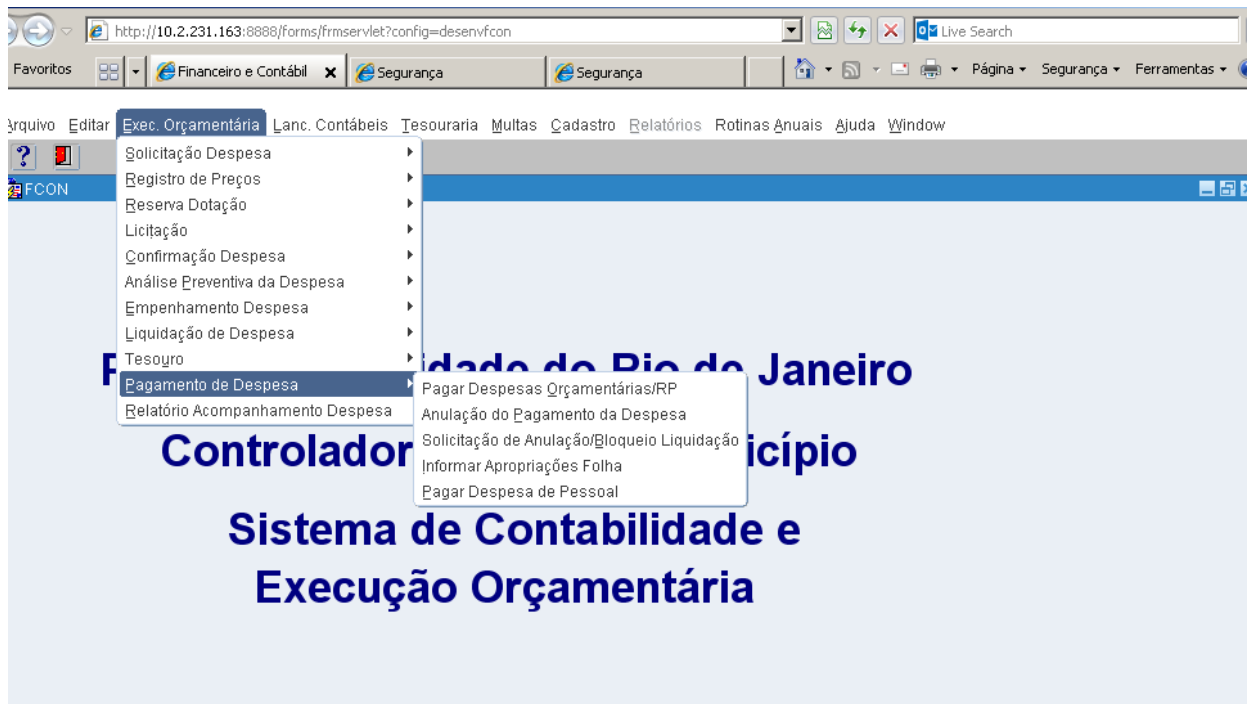 http://10.2.231.163:8888/forms/frmservlet?config=desenvfcon
Live Search
Favoritos
Financeiro e Contábil
Segurança
Segurança
Página
Segurança
Ferramentas
Arquivo Editar Exec. Orçamentária Lanc. Contábeis Tesouraria Multas Cadastro Relatórios Rotinas Anuais Ajuda Window
FCON
Solicitação Despesa
Registro de Preços
Reserva Dotação
Licitação
Confirmação Despesa
Análise Preventiva da Despesa
Empenhamento Despesa
Liquidação de Despesa
Tesouro
Pagamento de Despesa
Relatório Acompanhamento Despesa
Pagar Despesas Orçamentárias/RP
Anulação do Pagamento da Despesa
Solicitação de Anulação/Bloqueio Liquidação
Informar Apropriações Folha
Pagar Despesa de Pessoal
do Rio de Janeiro
Sistema de Contabilidade e
Execução Orçamentária